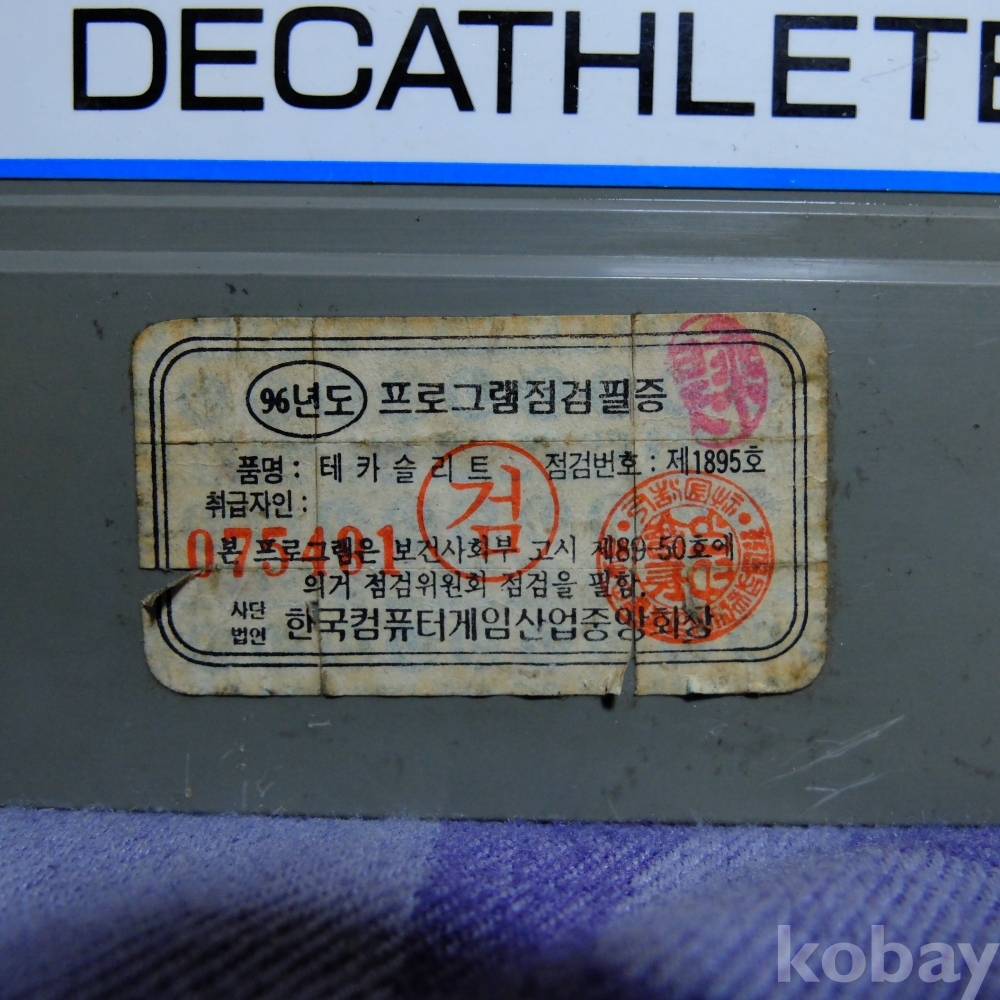 DECATHLETE
96년도 프로그램점검필증
품명 : 테카슬리트 점검번호 : 제1895호
취급자인 :
075401
검
본 프로그램은 보건사회부 고시 제89-50호에
의거 점검위원회 점검을 필함.
사단법인 한국컴퓨터게임산업중앙회장
kobay